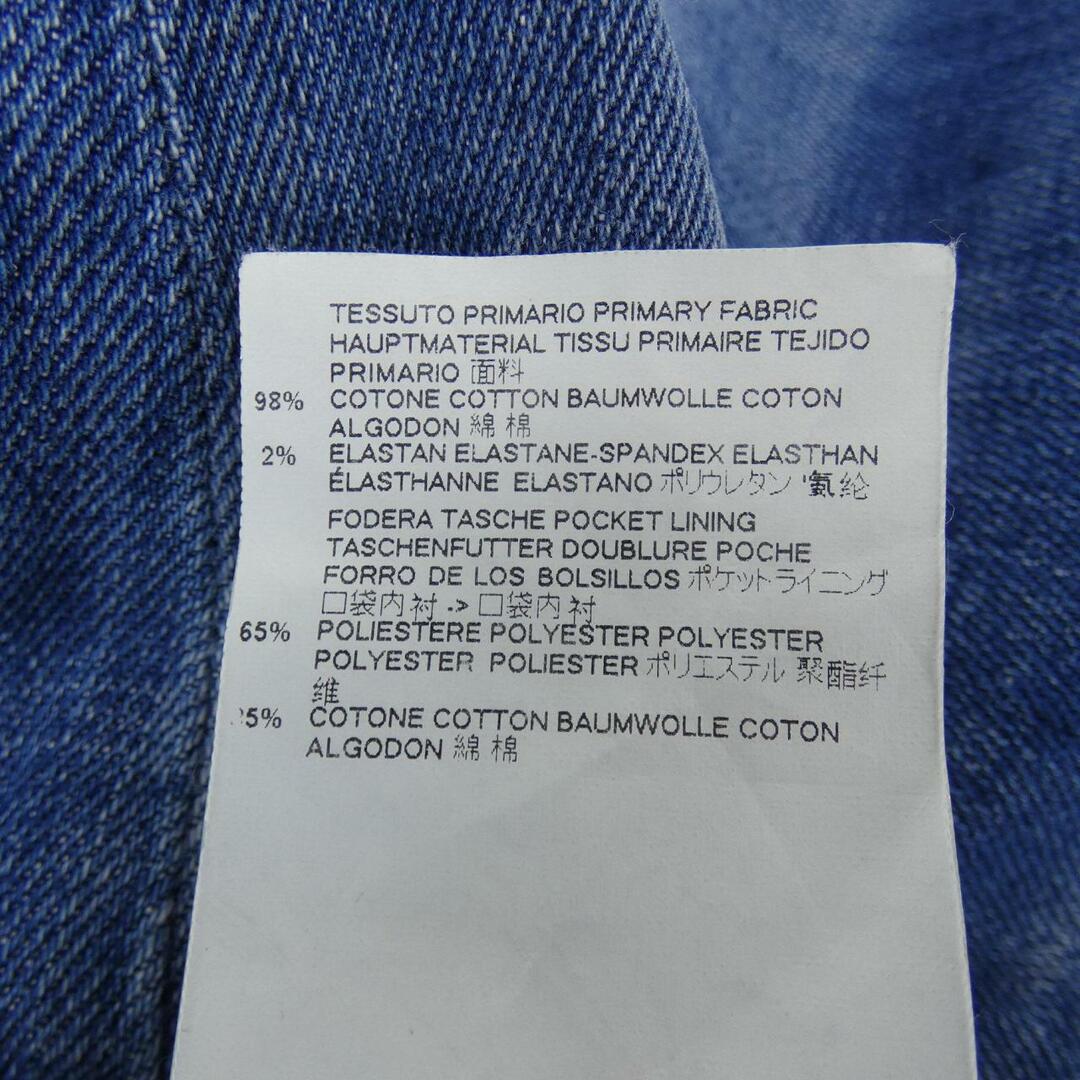 TESSUTO PRIMARIO PRIMARY FABRIC
HAUPTMATERIAL TISSU PRIMAIRE TEJIDO
PRIMARIO 面料
98% COTONE COTTON BAUMWOLLE COTON
ALGODON 綿 棉
2% ELASTAN ELASTANE-SPANDEX ELASTHAN
ÉLASTHANNE ELASTANO ポリウレタン 氨纶
FODERA TASCHE POCKET LINING
TASCHENFUTTER DOUBLURE POCHE
FORRO DE LOS BOLSILLOS ポケットライニング
口袋内衬 -> 口袋内衬
65% POLIESTERE POLYESTER POLYESTER
POLYESTER POLIESTER ポリエステル 聚酯纤
维
35% COTONE COTTON BAUMWOLLE COTON
ALGODON 綿 棉